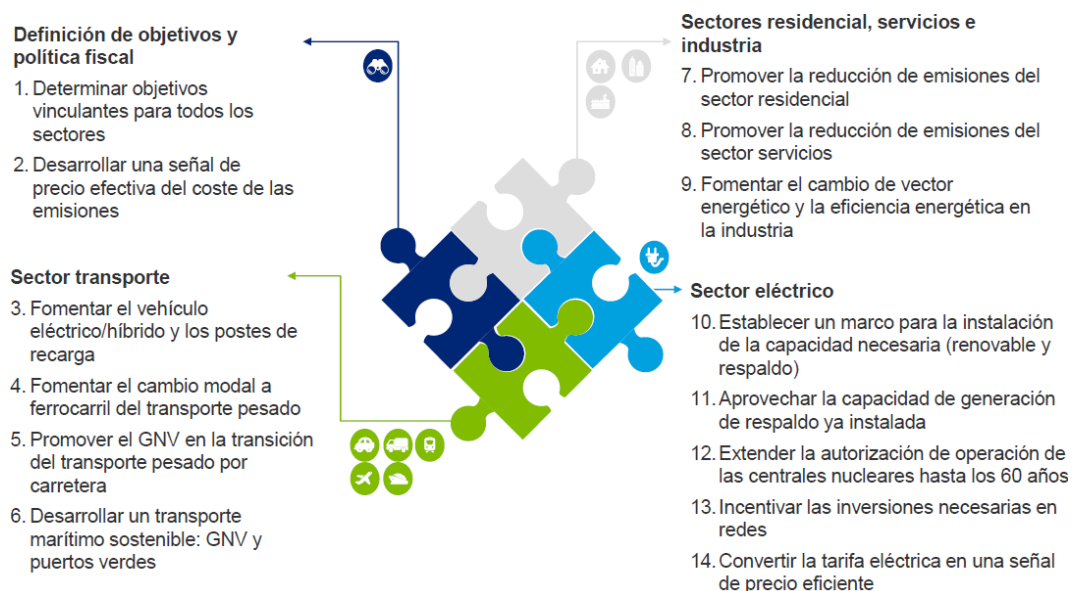 Definición de objetivos y
política fiscal
1. Determinar objetivos
vinculantes para todos los
sectores
2. Desarrollar una señal de
precio efectiva del coste de las
emisiones
Sector transporte
3. Fomentar el vehículo
eléctrico/híbrido y los postes de
recarga
4. Fomentar el cambio modal a
ferrocarril del transporte pesado
5. Promover el GNV en la transición
del transporte pesado por
carretera
6. Desarrollar un transporte
marítimo sostenible: GNV y
puertos verdes
Sectores residencial, servicios e
industria
7. Promover la reducción de emisiones del
sector residencial
8. Promover la reducción de emisiones del
sector servicios
9. Fomentar el cambio de vector
energético y la eficiencia energética en
la industria
Sector eléctrico
10. Establecer un marco para la instalación
de la capacidad necesaria (renovable y
respaldo)
11. Aprovechar la capacidad de generación
de respaldo ya instalada
12. Extender la autorización de operación de
las centrales nucleares hasta los 60 años
13. Incentivar las inversiones necesarias en
redes
14. Convertir la tarifa eléctrica en una señal
de precio eficiente